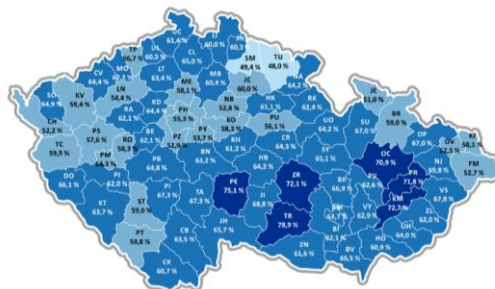 DC
61,4 %
LI
60,0 %
JN
60,3 %
TP
66,7 %
UL
60,5 %
CL
65,0 %
SM
49,4 %
TU
48,0 %
CV
64,4 %
MO
LT
63,4 %
MB
60,4 %
JC
60,0 %
NA
64,2 %
SO
64,9 %
KV
59,4 %
LN
54,4 %
ME
58,1 %
NB
52,8 %
HK
61,1 %
RK
62,6 %
JE
51,0 %
RA
62,1 %
KD
64,4 %
PH
55,3 %
KO
58,3 %
PU
56,1 %
BR
59,0 %
CH
52,2 %
PS
57,6 %
RO
58,3 %
BE
62,1 %
PZ
52,9 %
PY
53,7 %
KH
61,2 %
CR
64,3 %
UO
64,2 %
SU
67,0 %
OP
67,0 %
OV
52,5 %
KI
58,1 %
TC
59,9 %
PM
64,1 %
PB
64,8 %
BN
63,2 %
HB
64,2 %
SY
65,1 %
OC
70,9 %
NJ
69,8 %
FM
52,7 %
DO
66,1 %
PJ
62,0 %
PE
75,1 %
ZR
72,1 %
62,6 %
PR
71,8 %
VS
67,8 %
KT
63,7 %
ST
59,0 %
PI
67,3 %
TA
67,3 %
JI
68,8 %
BK
66,9 %
KM
72,7 %
ZL
62,0 %
PT
59,8 %
CB
63,5 %
JH
65,7 %
TR
78,9 %
63,7 %
VY
62,9 %
UH
64,0 %
CK
60,7 %
ZN
61,6 %
BI
62,1 %
BV
66,5 %
HO
60,9 %